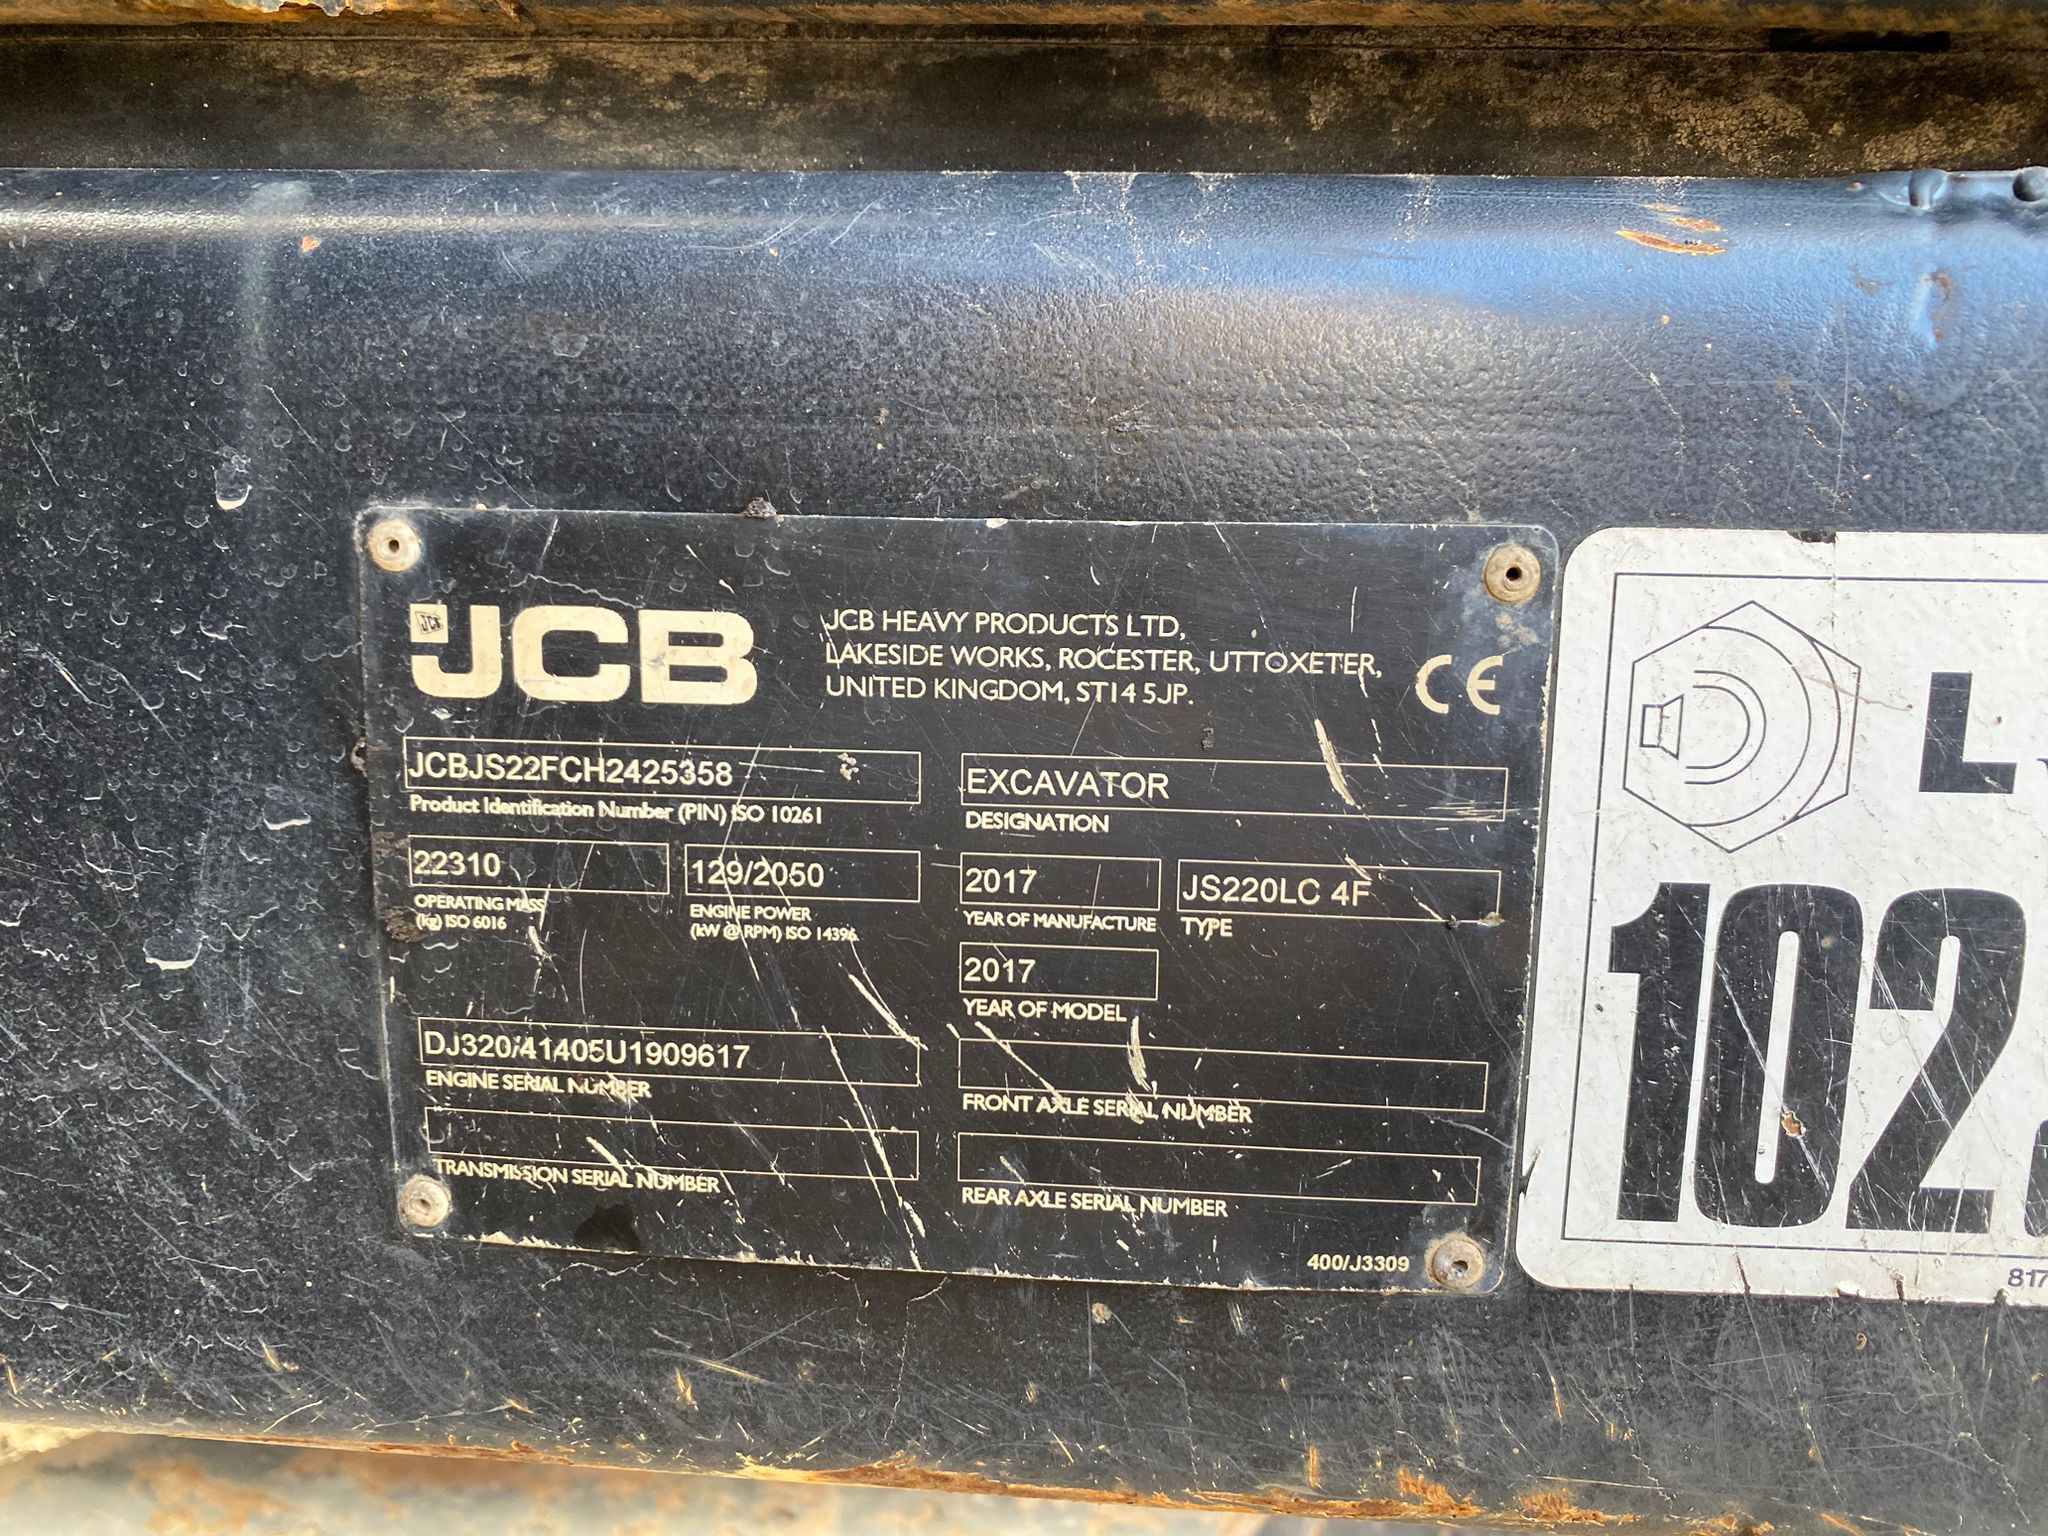 JCB
JCB
JCB HEAVY PRODUCTS LTD,
LAKESIDE WORKS, ROCESTER, UTTOXETER,
UNITED KINGDOM, ST14 5JP.
CE
JCBJS22FCH2425358
Product Identification Number (PIN) ISO 10261
EXCAVATOR
DESIGNATION
22310
OPERATING MASS
(kg) ISO 6016
129/2050
ENGINE POWER
(kW @ RPM) ISO 14396
2017
YEAR OF MANUFACTURE
JS220LC 4F
TYPE
2017
YEAR OF MODEL
DJ320/41405U1909617
ENGINE SERIAL NUMBER
FRONT AXLE SERIAL NUMBER
TRANSMISSION SERIAL NUMBER
REAR AXLE SERIAL NUMBER
400/J3309
L
102
817